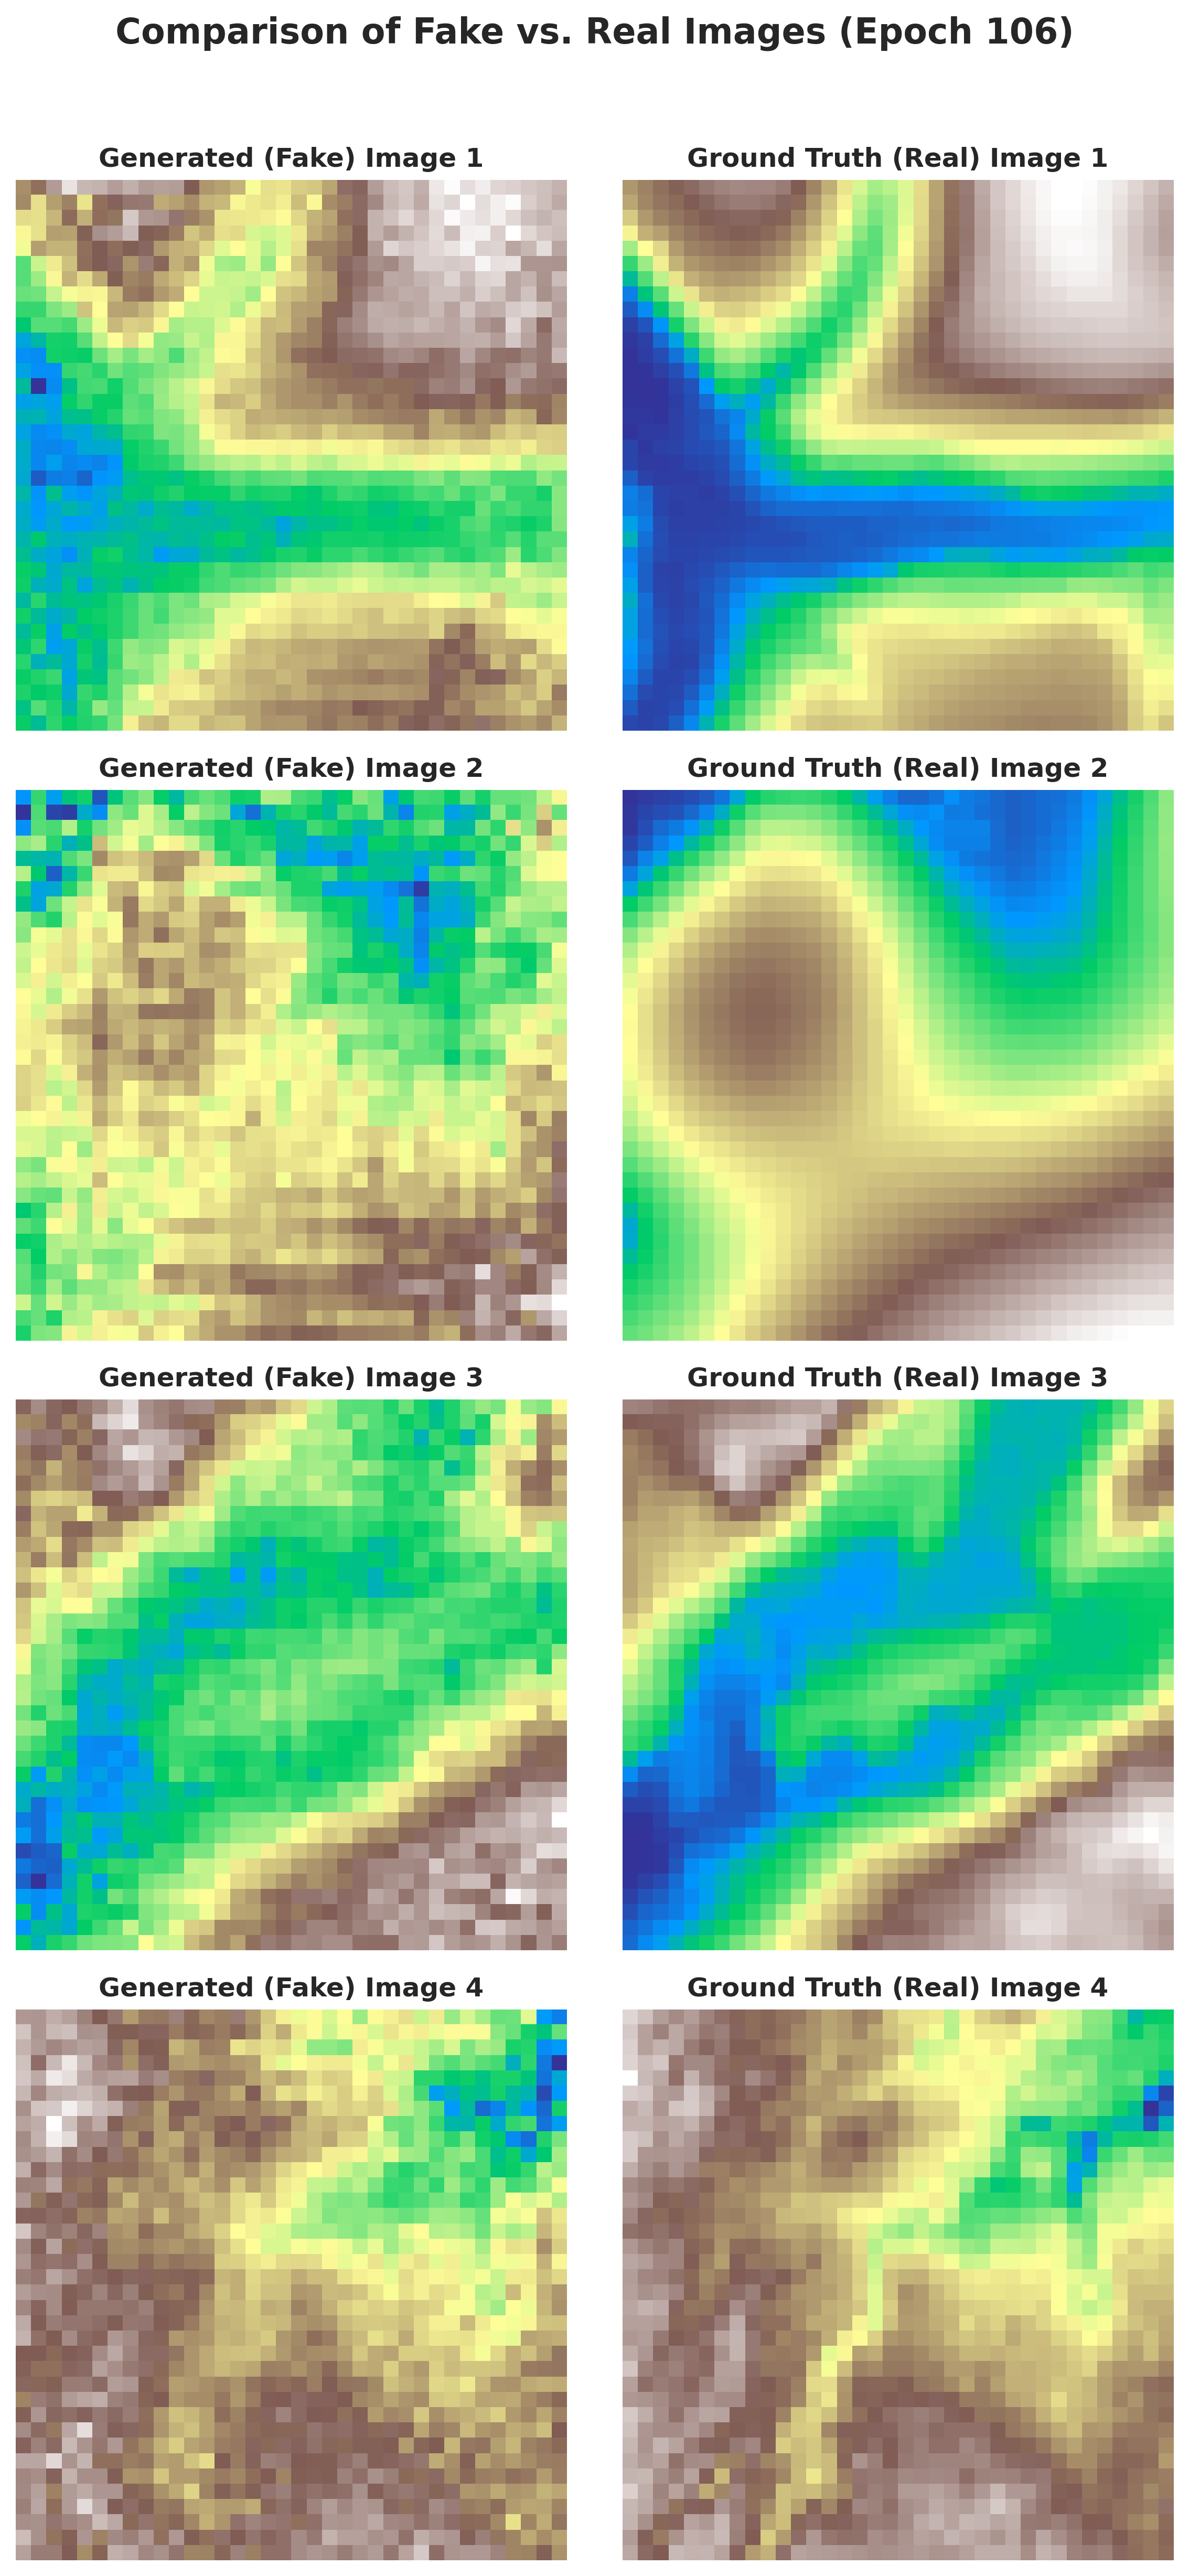 Comparison of Fake vs. Real Images (Epoch 106)
Generated (Fake) Image 1
Ground Truth (Real) Image 1
Generated (Fake) Image 2
Ground Truth (Real) Image 2
Generated (Fake) Image 3
Ground Truth (Real) Image 3
Generated (Fake) Image 4
Ground Truth (Real) Image 4